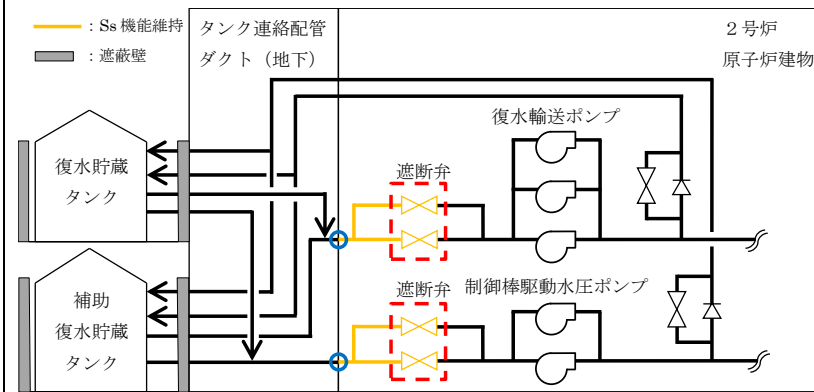 ：Ss 機能維持
：遮蔽壁
タンク連絡配管
ダクト（地下）
２号炉
原子炉建物
復水貯蔵
タンク
補助
復水貯蔵
タンク
遮断弁
復水輸送ポンプ
遮断弁
制御棒駆動水圧ポンプ